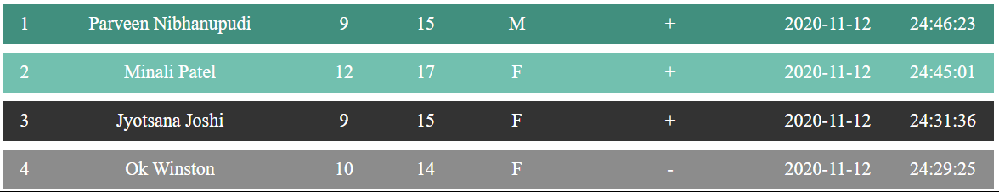 1 Parveen Nibhanupudi 9 15 M + 2020-11-12 24:46:23
2 Minali Patel 12 17 F + 2020-11-12 24:45:01
3 Jyotsana Joshi 9 15 F + 2020-11-12 24:31:36
4 Ok Winston 10 14 F - 2020-11-12 24:29:25